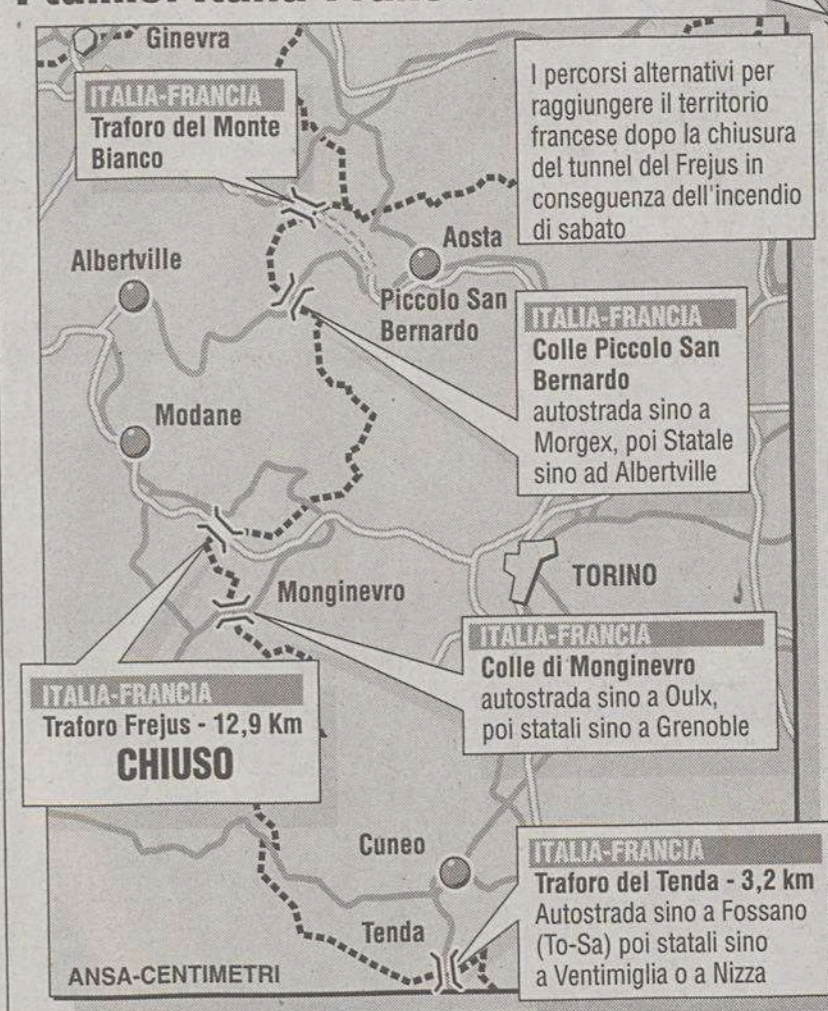 Ginevra
ITALIA-FRANCIA
Traforo del Monte
Bianco
I percorsi alternativi per
raggiungere il territorio
francese dopo la chiusura
del tunnel del Frejus in
conseguenza dell'incendio
di sabato
Albertville
Aosta
Piccolo San
Bernardo
ITALIA-FRANCIA
Colle Piccolo San
Bernardo
autostrada sino a
Morgex, poi Statale
sino ad Albertville
Modane
TORINO
Monginevro
ITALIA-FRANCIA
Colle di Monginevro
autostrada sino a Oulx,
poi statali sino a Grenoble
ITALIA-FRANCIA
Traforo Frejus - 12,9 Km
CHIUSO
Cuneo
ITALIA-FRANCIA
Traforo del Tenda - 3,2 km
Autostrada sino a Fossano
(To-Sa) poi statali sino
a Ventimiglia o a Nizza
Tenda
ANSA-CENTIMETRI